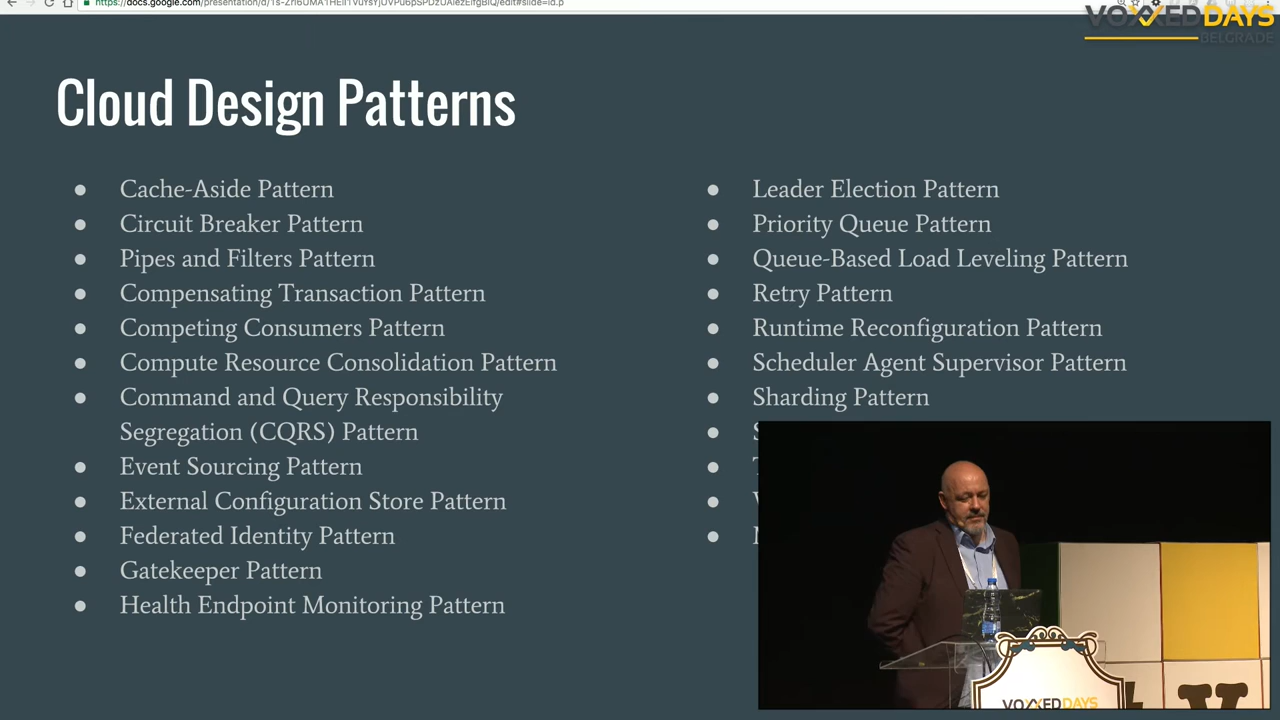 VOXXED DAYS
BELGRADE
Cloud Design Patterns
● Cache-Aside Pattern
● Circuit Breaker Pattern
● Pipes and Filters Pattern
● Compensating Transaction Pattern
● Competing Consumers Pattern
● Compute Resource Consolidation Pattern
● Command and Query Responsibility
Segregation (CQRS) Pattern
● Event Sourcing Pattern
● External Configuration Store Pattern
● Federated Identity Pattern
● Gatekeeper Pattern
● Health Endpoint Monitoring Pattern
● Leader Election Pattern
● Priority Queue Pattern
● Queue-Based Load Leveling Pattern
● Retry Pattern
● Runtime Reconfiguration Pattern
● Scheduler Agent Supervisor Pattern
● Sharding Pattern
VOXXED DAYS